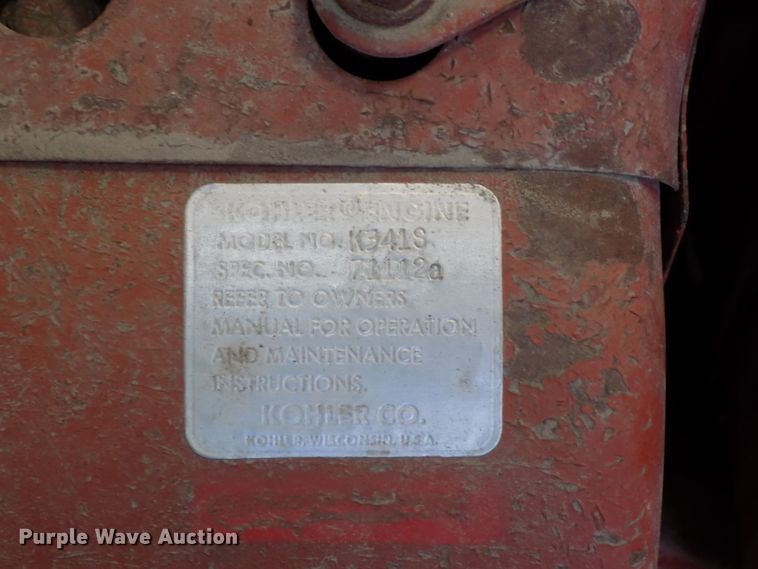 KOHLER ENGINE
MODEL NO. K341S
SPEC. NO. 71112a
REFER TO OWNERS
MANUAL FOR OPERATION
AND MAINTENANCE
INSTRUCTIONS.
KOHLER CO.
KOHLER, WISCONSIN, U.S.A.
Purple Wave Auction